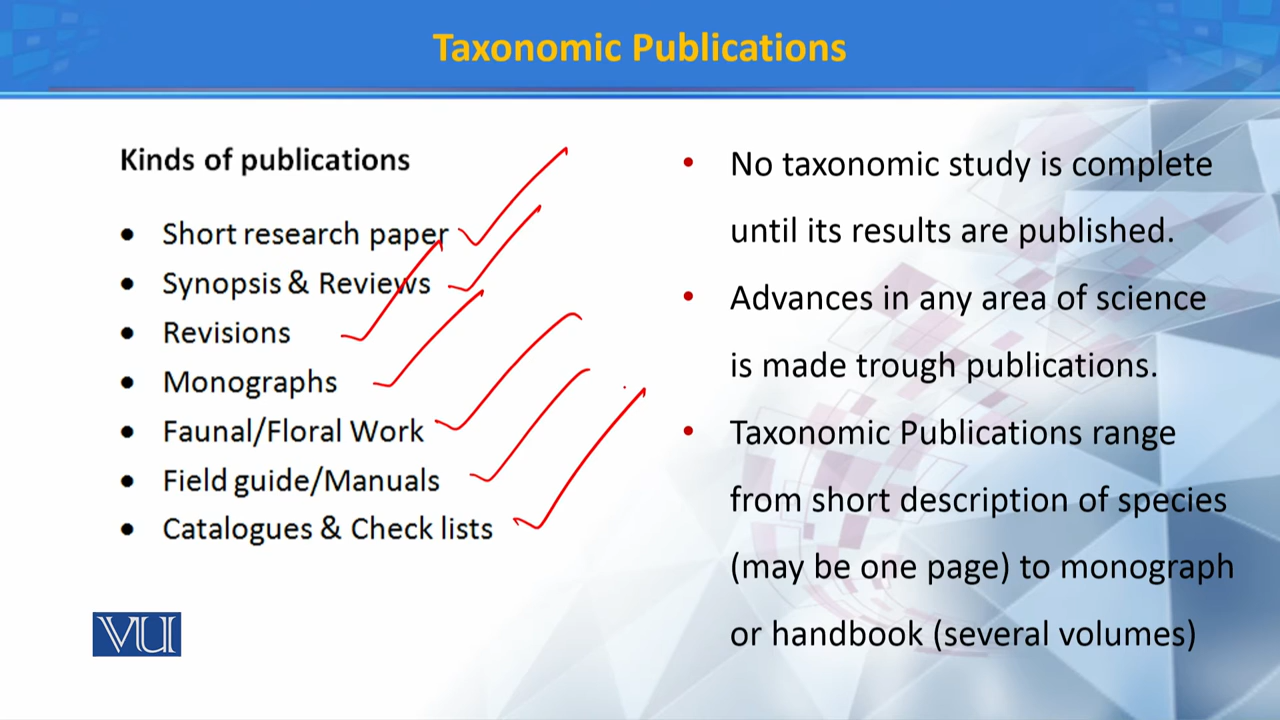 Taxonomic Publications
Kinds of publications
• Short research paper
• Synopsis & Reviews
• Revisions
• Monographs
• Faunal/Floral Work
• Field guide/Manuals
• Catalogues & Check lists
VU
• No taxonomic study is complete
until its results are published.
• Advances in any area of science
is made trough publications.
• Taxonomic Publications range
from short description of species
(may be one page) to monograph
or handbook (several volumes)